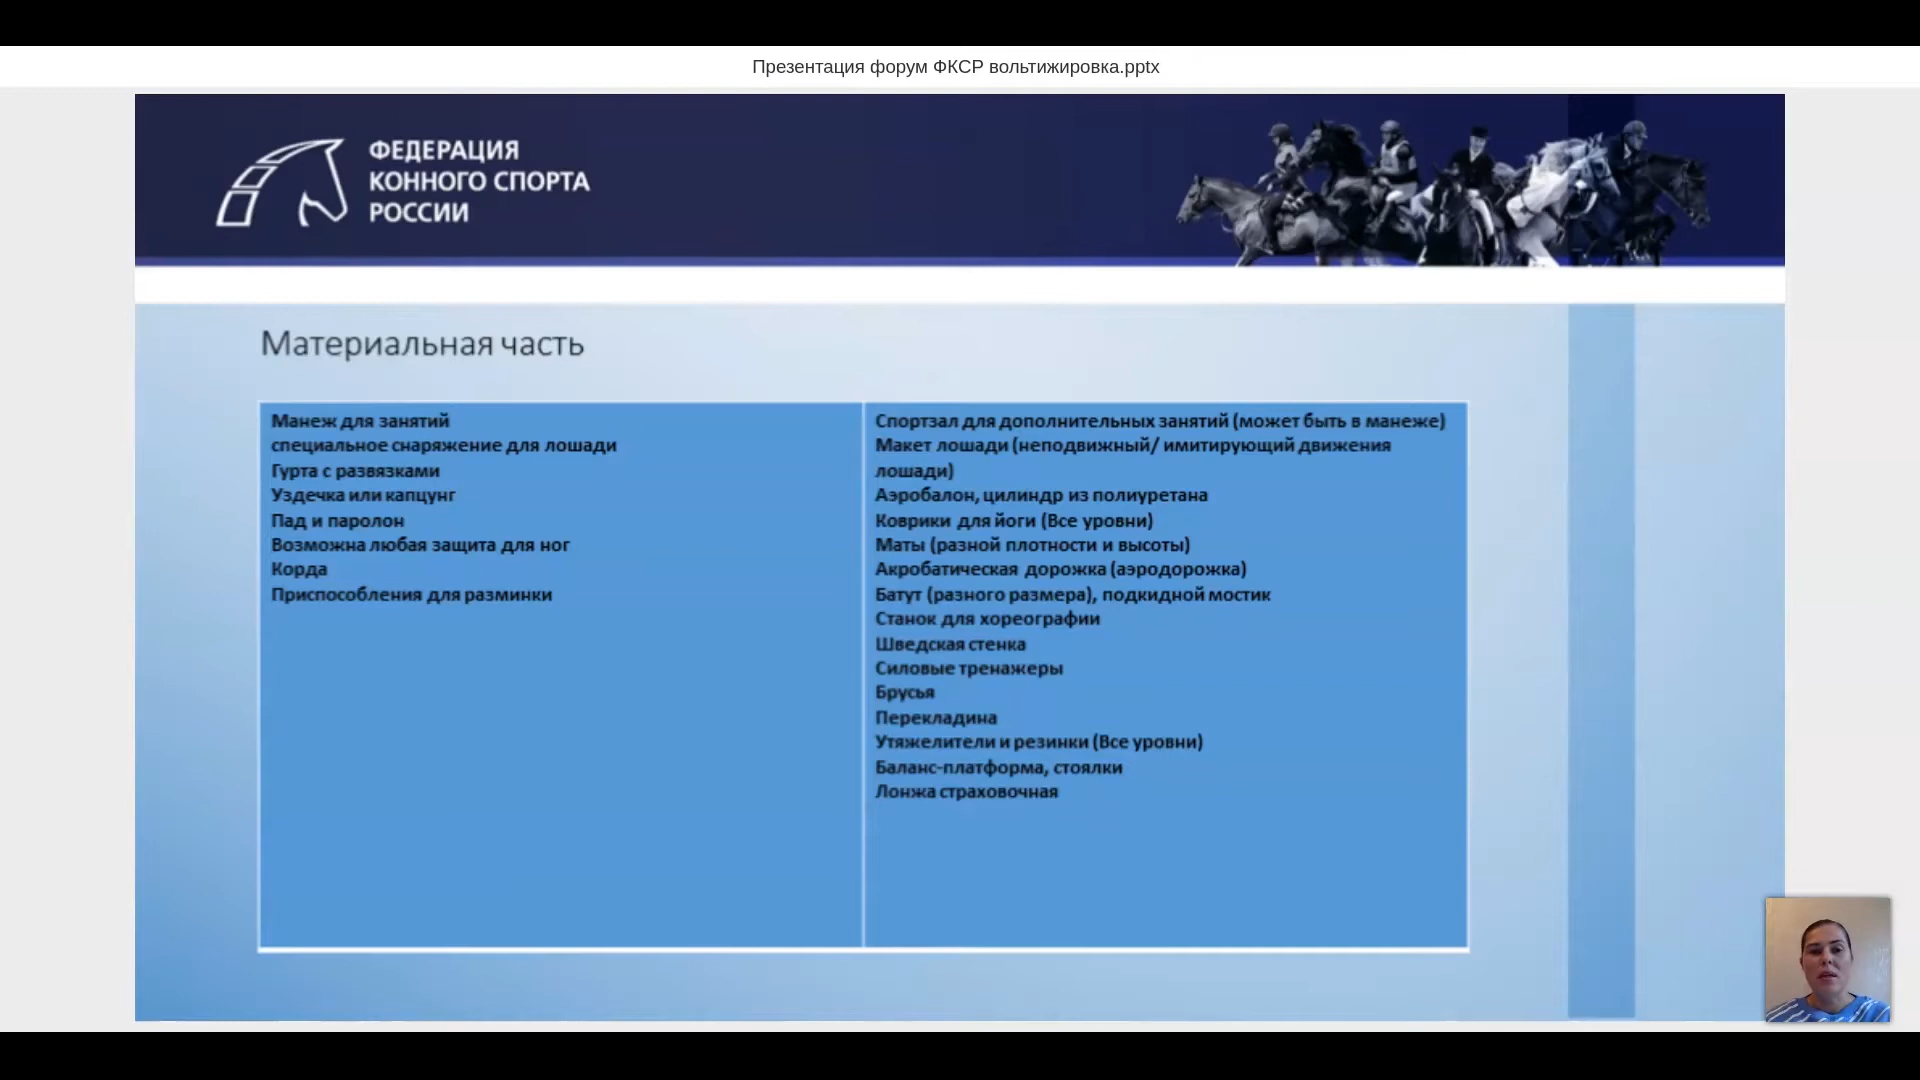 Презентация форум ФКСР вольтижировка.pptx
ФЕДЕРАЦИЯ
КОННОГО СПОРТА
РОССИИ
Материальная часть
Манеж для занятий
специальное снаряжение для лошади
Гурта с развязками
Уздечка или капцунг
Пад и паролон
Возможна любая защита для ног
Корда
Приспособления для разминки
Спортзал для дополнительных занятий (может быть в манеже)
Макет лошади (неподвижный/ имитирующий движения
лошади)
Аэробалон, цилиндр из полиуретана
Коврики для йоги (Все уровни)
Маты (разной плотности и высоты)
Акробатическая дорожка (аэродорожка)
Батут (разного размера), подкидной мостик
Станок для хореографии
Шведская стенка
Силовые тренажеры
Брусья
Перекладина
Утяжелители и резинки (Все уровни)
Баланс-платформа, стоялки
Лонжа страховочная